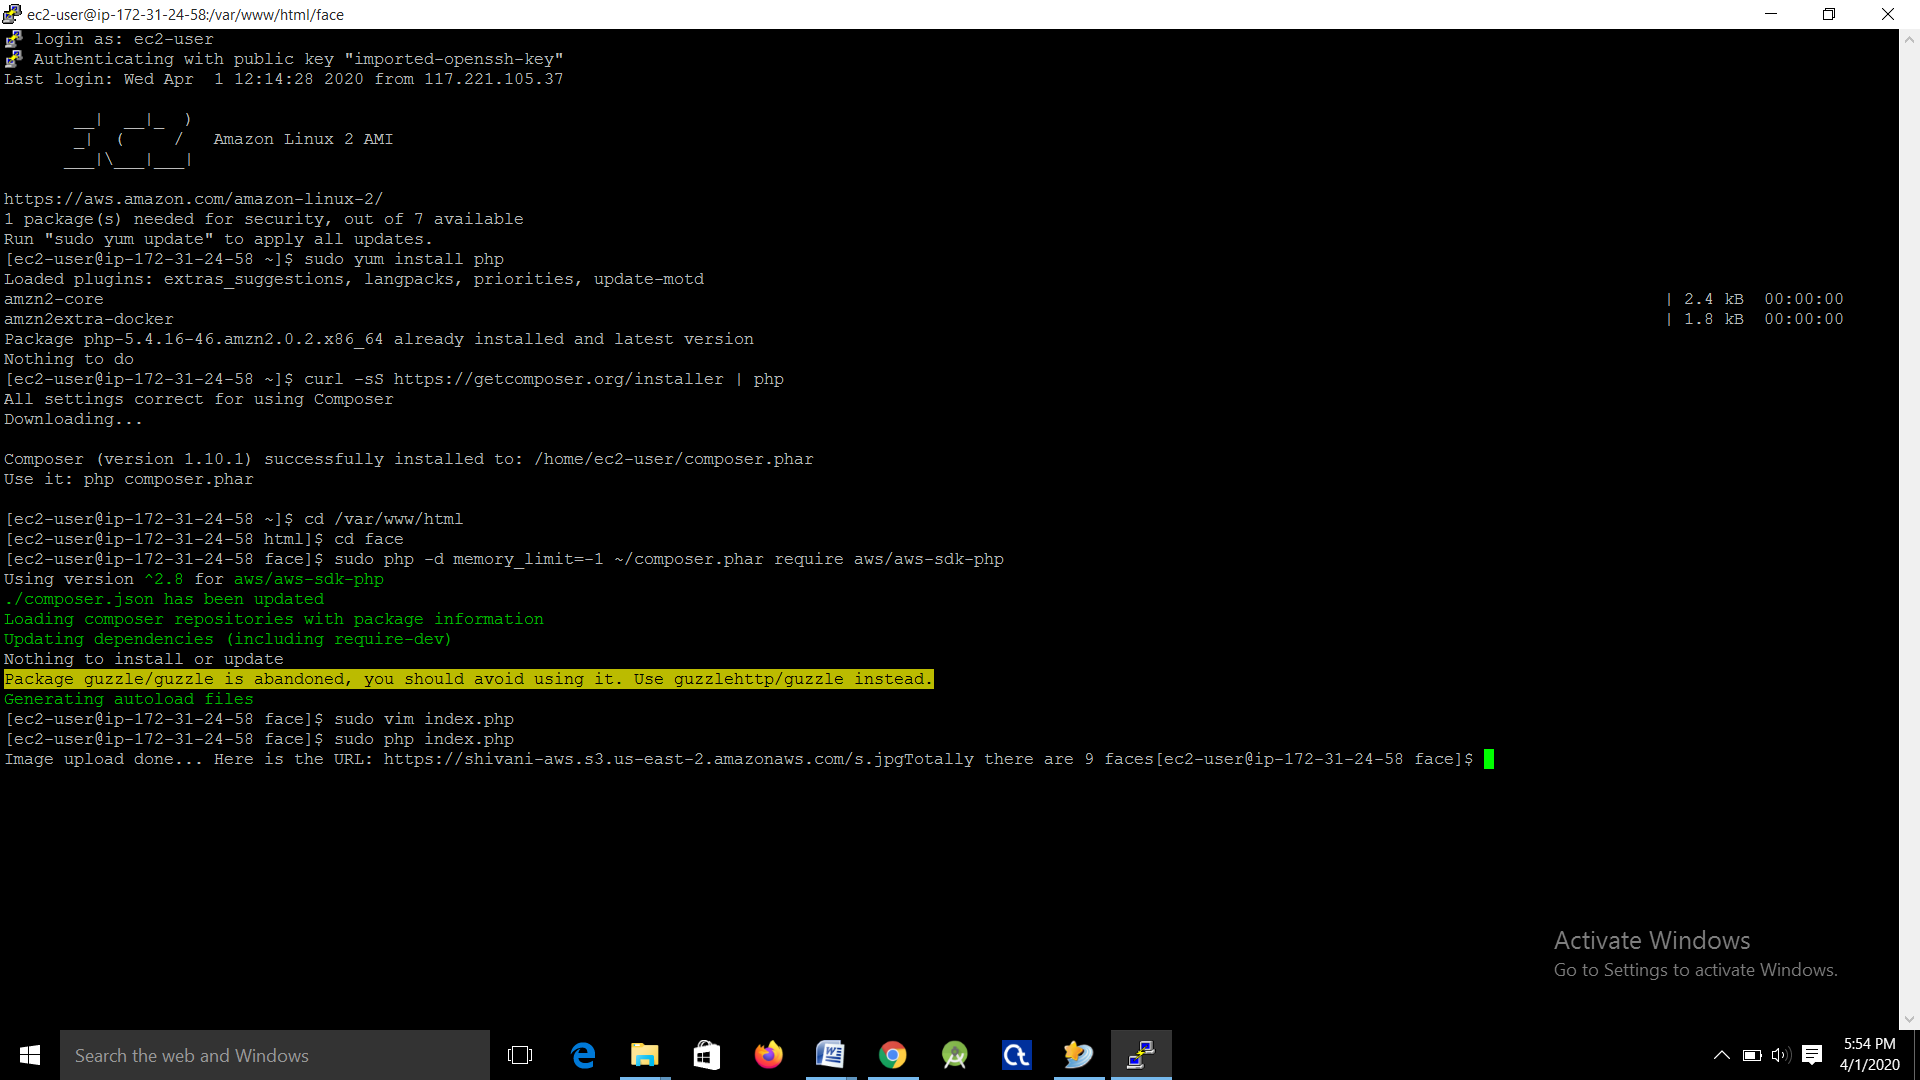 ec2-user@ip-172-31-24-58:/var/www/html/face
login as: ec2-user
Authenticating with public key "imported-openssh-key"
Last login: Wed Apr  1 12:14:28 2020 from 117.221.105.37
       __|  __|_  )
       _|  (     /   Amazon Linux 2 AMI
      ___|\___|___|
https://aws.amazon.com/amazon-linux-2/
1 package(s) needed for security, out of 7 available
Run "sudo yum update" to apply all updates.
[ec2-user@ip-172-31-24-58 ~]$ sudo yum install php
Loaded plugins: extras_suggestions, langpacks, priorities, update-motd
amzn2-core | 2.4 kB  00:00:00
amzn2extra-docker | 1.8 kB  00:00:00
Package php-5.4.16-46.amzn2.0.2.x86_64 already installed and latest version
Nothing to do
[ec2-user@ip-172-31-24-58 ~]$ curl -sS https://getcomposer.org/installer | php
All settings correct for using Composer
Downloading...
Composer (version 1.10.1) successfully installed to: /home/ec2-user/composer.phar
Use it: php composer.phar
[ec2-user@ip-172-31-24-58 ~]$ cd /var/www/html
[ec2-user@ip-172-31-24-58 html]$ cd face
[ec2-user@ip-172-31-24-58 face]$ sudo php -d memory_limit=-1 ~/composer.phar require aws/aws-sdk-php
Using version ^2.8 for aws/aws-sdk-php
./composer.json has been updated
Loading composer repositories with package information
Updating dependencies (including require-dev)
Nothing to install or update
Package guzzle/guzzle is abandoned, you should avoid using it. Use guzzlehttp/guzzle instead.
Generating autoload files
[ec2-user@ip-172-31-24-58 face]$ sudo vim index.php
[ec2-user@ip-172-31-24-58 face]$ sudo php index.php
Image upload done... Here is the URL: https://shivani-aws.s3.us-east-2.amazonaws.com/s.jpgTotally there are 9 faces[ec2-user@ip-172-31-24-58 face]$
Activate Windows
Go to Settings to activate Windows.
Search the web and Windows
5:54 PM
4/1/2020